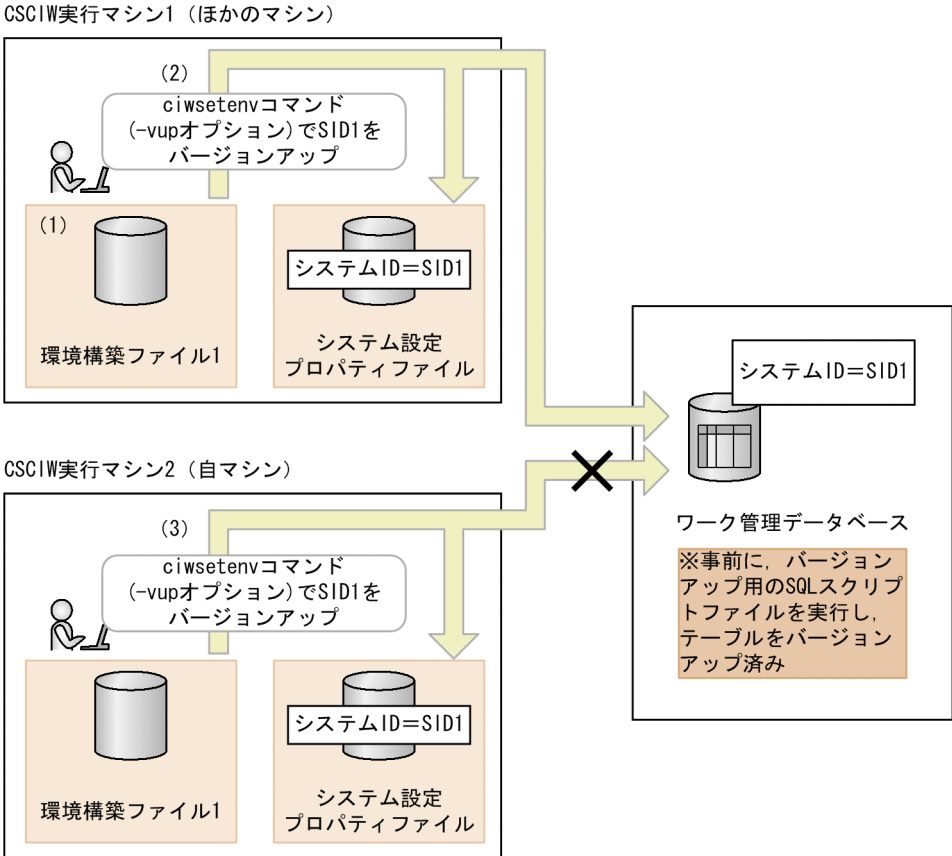 CSCIW実行マシン1（ほかのマシン）
(2)
ciwsetenvコマンド
(-vupオプション)でSID1を
バージョンアップ
(1)
環境構築ファイル1
システムID＝SID1
システム設定
プロパティファイル
システムID＝SID1
ワーク管理データベース
※事前に，バージョン
アップ用のSQLスクリプ
トファイルを実行し，
テーブルをバージョン
アップ済み
CSCIW実行マシン2（自マシン）
(3)
ciwsetenvコマンド
(-vupオプション)でSID1を
バージョンアップ
環境構築ファイル1
システムID＝SID1
システム設定
プロパティファイル